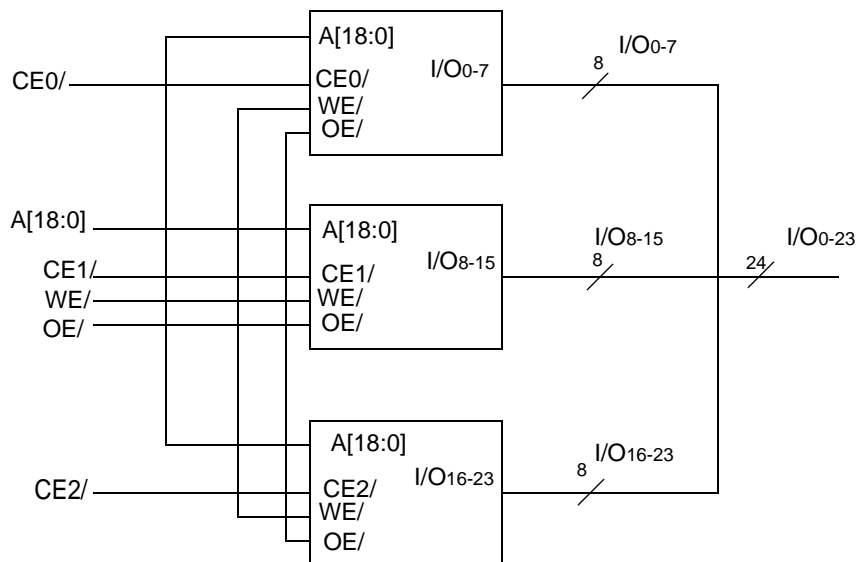 A[18:0]
I/O0-7
8
I/O0-7
CE0/
CE0/
WE/
OE/
A[18:0]
A[18:0]
I/O8-15
I/O8-15
8
I/O0-23
24
CE1/
CE1/
WE/
WE/
OE/
OE/
A[18:0]
I/O16-23
I/O16-23
8
CE2/
CE2/
WE/
OE/